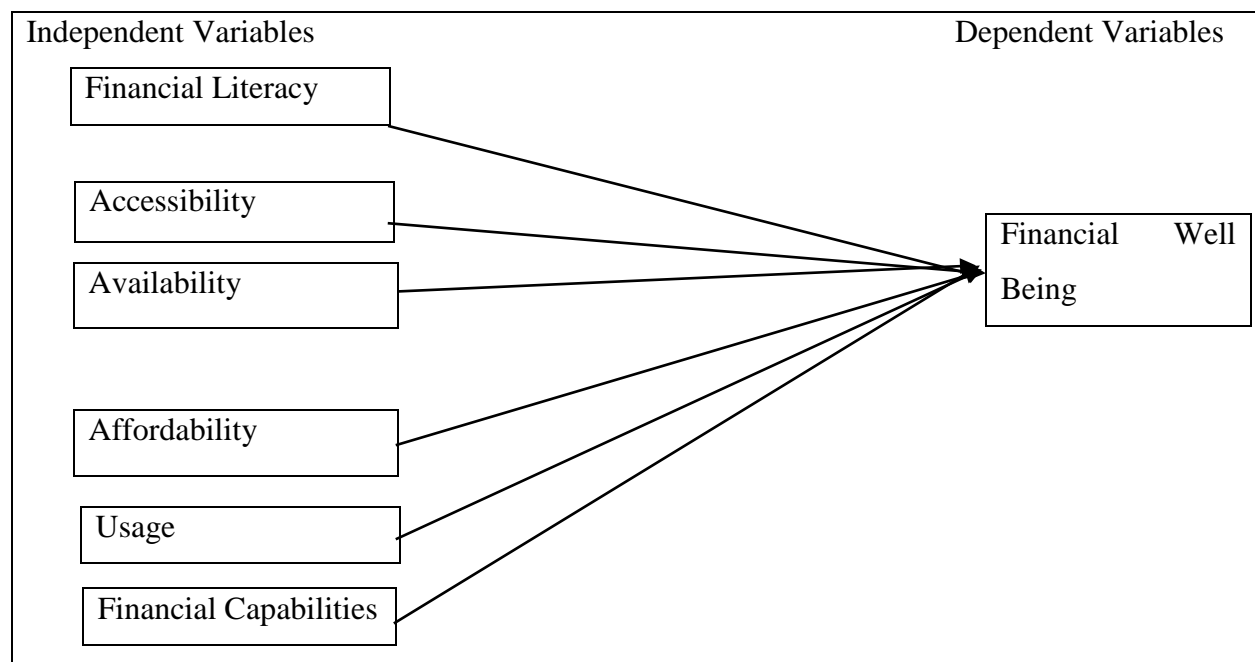 Independent Variables
Dependent Variables
Financial Literacy
Accessibility
Availability
Affordability
Usage
Financial Capabilities
Financial Well
Being